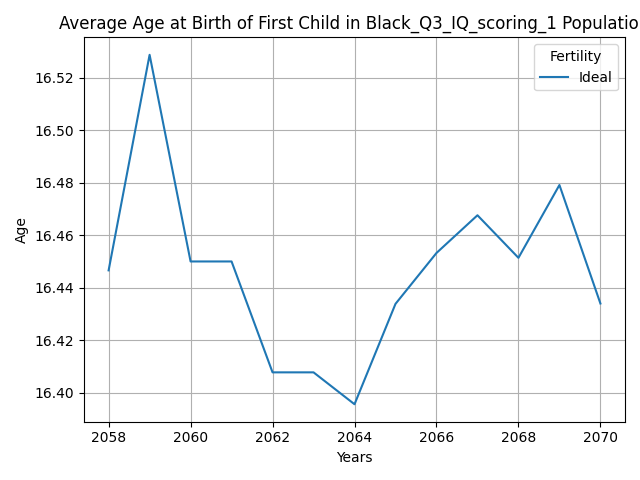 Average Age at Birth of First Child in Black_Q3_IQ_scoring_1 Populatio
Fertility
Ideal
Age
16.52
16.50
16.48
16.46
16.44
16.42
16.40
2058 2060 2062 2064 2066 2068 2070
Years